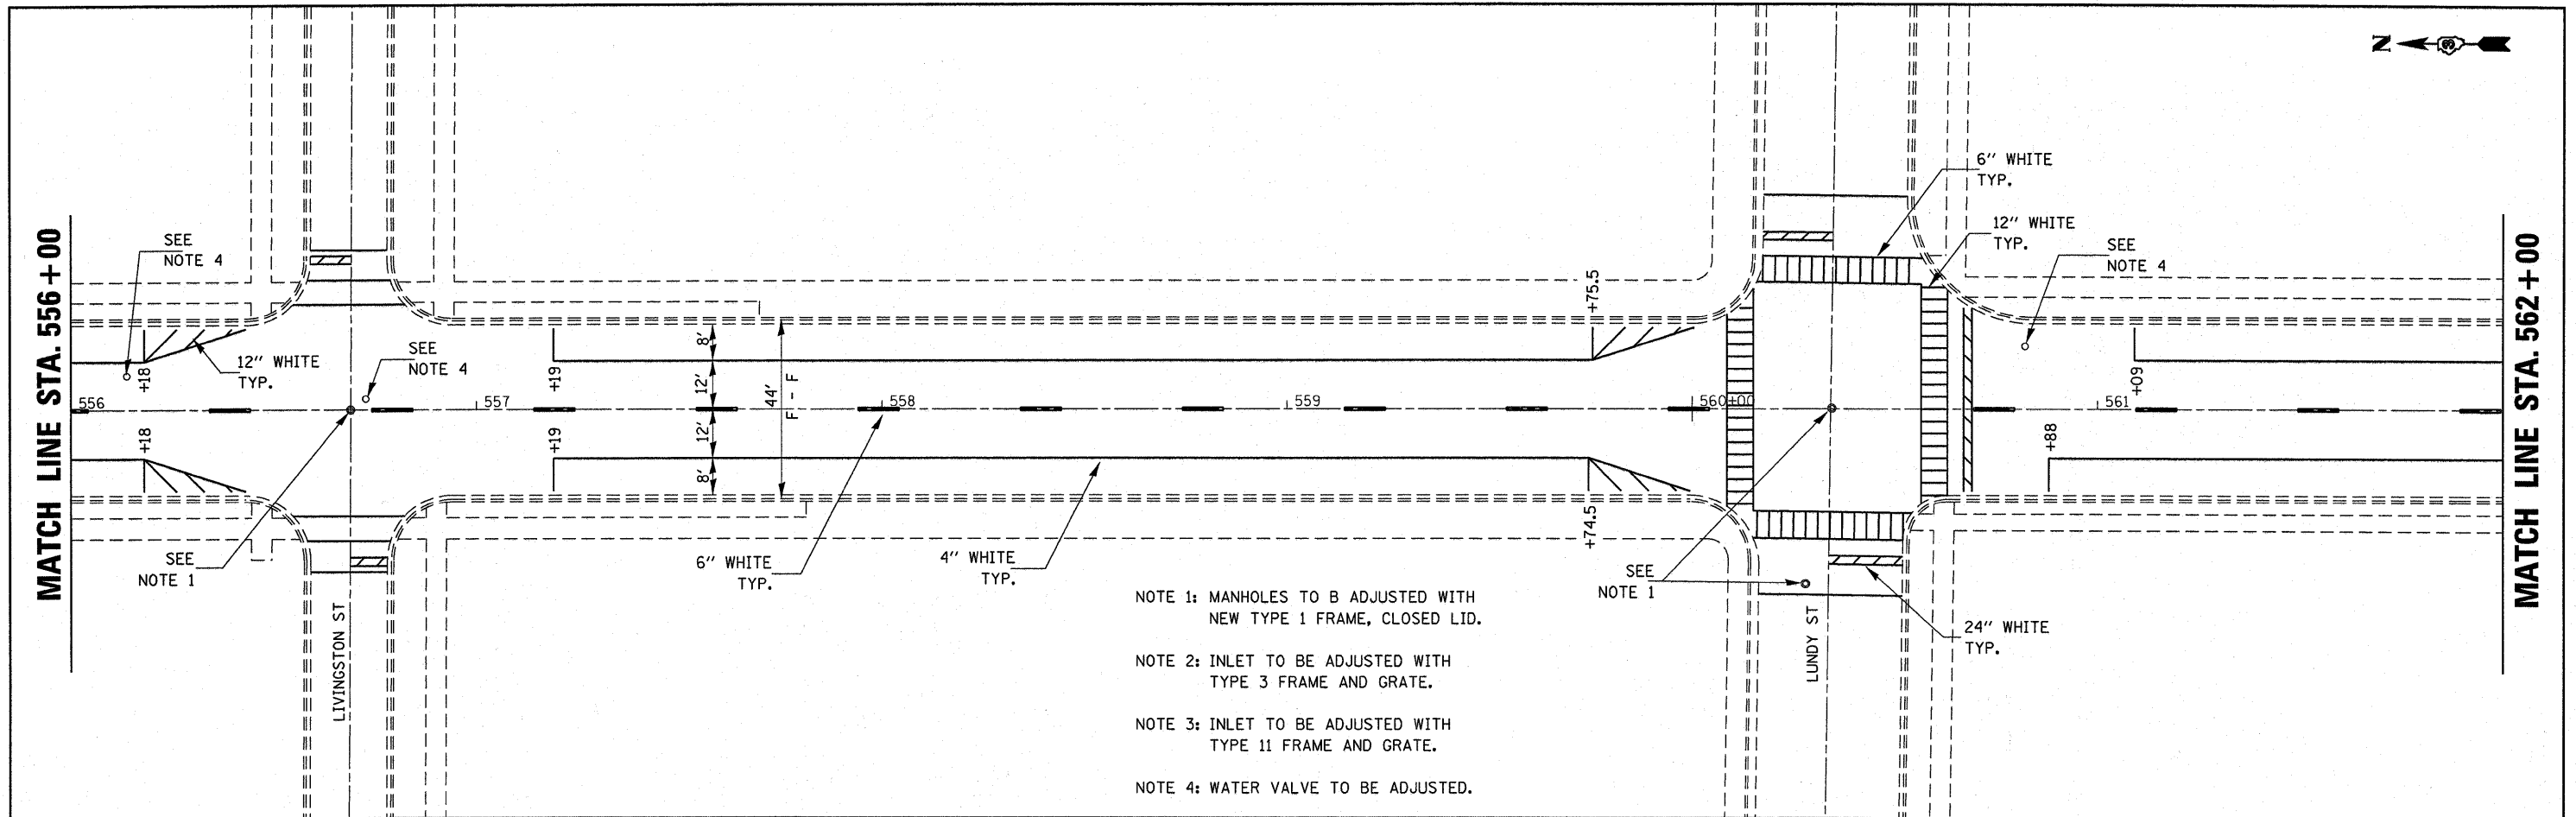 N
3
MATCH LINE STA. 556+00
SEE
NOTE 4
12" WHITE
TYP.
+18
+18
556
SEE
NOTE 4
SEE
NOTE 1
LIVINGSTON ST
557
+19
+19
8'
12'
12'
8'
44'
F - F
558
6" WHITE
TYP.
4" WHITE
TYP.
559
+75.5
+74.5
560+00
6" WHITE
TYP.
12" WHITE
TYP.
SEE
NOTE 4
SEE
NOTE 1
LUNDY ST
24" WHITE
TYP.
561
+09
+88
MATCH LINE STA. 562+00
NOTE 1: MANHOLES TO B ADJUSTED WITH
NEW TYPE 1 FRAME, CLOSED LID.
NOTE 2: INLET TO BE ADJUSTED WITH
TYPE 3 FRAME AND GRATE.
NOTE 3: INLET TO BE ADJUSTED WITH
TYPE 11 FRAME AND GRATE.
NOTE 4: WATER VALVE TO BE ADJUSTED.